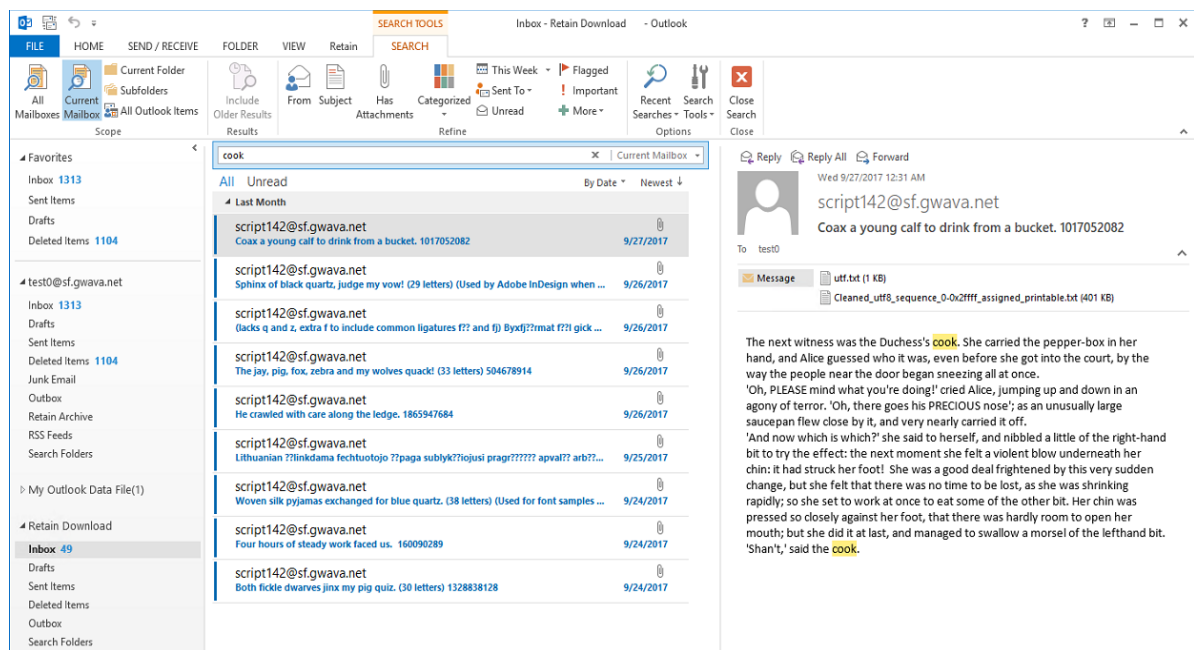 SEARCH TOOLS
Inbox - Retain Download - Outlook
FILE HOME SEND / RECEIVE FOLDER VIEW Retain SEARCH
All Mailboxes
Current Mailbox
Current Folder
Subfolders
All Outlook Items
Scope
Include Older Results
Results
From
Subject
Has Attachments
Categorized
This Week
Sent To
Unread
Flagged
Important
More
Refine
Recent Searches
Search Tools
Options
Close Search
Close
Favorites
Inbox 1313
Sent Items
Drafts
Deleted Items 1104
test0@sf.gwava.net
Inbox 1313
Drafts
Sent Items
Deleted Items 1104
Junk Email
Outbox
Retain Archive
RSS Feeds
Search Folders
My Outlook Data File(1)
Retain Download
Inbox 49
Drafts
Sent Items
Deleted Items
Outbox
Search Folders
cook
Current Mailbox
All Unread
By Date Newest
Last Month
script142@sf.gwava.net
Coax a young calf to drink from a bucket. 1017052082 9/27/2017
script142@sf.gwava.net
Sphinx of black quartz, judge my vow! (29 letters) (Used by Adobe InDesign when ... 9/26/2017
script142@sf.gwava.net
(lacks q and z, extra f to include common ligatures f?? and fj) Byxfj??rmat f??l gick ... 9/26/2017
script142@sf.gwava.net
The jay, pig, fox, zebra and my wolves quack! (33 letters) 504678914 9/26/2017
script142@sf.gwava.net
He crawled with care along the ledge. 1865947684 9/26/2017
script142@sf.gwava.net
Lithuanian ??linkdama fechtuotojo ??paga sublyk??iojusi pragr?????? apval?? arb??... 9/25/2017
script142@sf.gwava.net
Woven silk pyjamas exchanged for blue quartz. (38 letters) (Used for font samples ... 9/24/2017
script142@sf.gwava.net
Four hours of steady work faced us. 160090289 9/24/2017
script142@sf.gwava.net
Both fickle dwarves jinx my pig quiz. (30 letters) 1328838128 9/24/2017
Reply Reply All Forward
Wed 9/27/2017 12:31 AM
script142@sf.gwava.net
Coax a young calf to drink from a bucket. 1017052082
To test0
Message
utf.txt (1 KB)
Cleaned_utf8_sequence_0-0x2ffff_assigned_printable.txt (401 KB)
The next witness was the Duchess's cook. She carried the pepper-box in her
hand, and Alice guessed who it was, even before she got into the court, by the
way the people near the door began sneezing all at once.
'Oh, PLEASE mind what you're doing!' cried Alice, jumping up and down in an
agony of terror. 'Oh, there goes his PRECIOUS nose'; as an unusually large
saucepan flew close by it, and very nearly carried it off.
'And now which is which?' she said to herself, and nibbled a little of the right-hand
bit to try the effect: the next moment she felt a violent blow underneath her
chin: it had struck her foot! She was a good deal frightened by this very sudden
change, but she felt that there was no time to be lost, as she was shrinking
rapidly; so she set to work at once to eat some of the other bit. Her chin was
pressed so closely against her foot, that there was hardly room to open her
mouth; but she did it at last, and managed to swallow a morsel of the lefthand bit.
'Shan't,' said the cook.